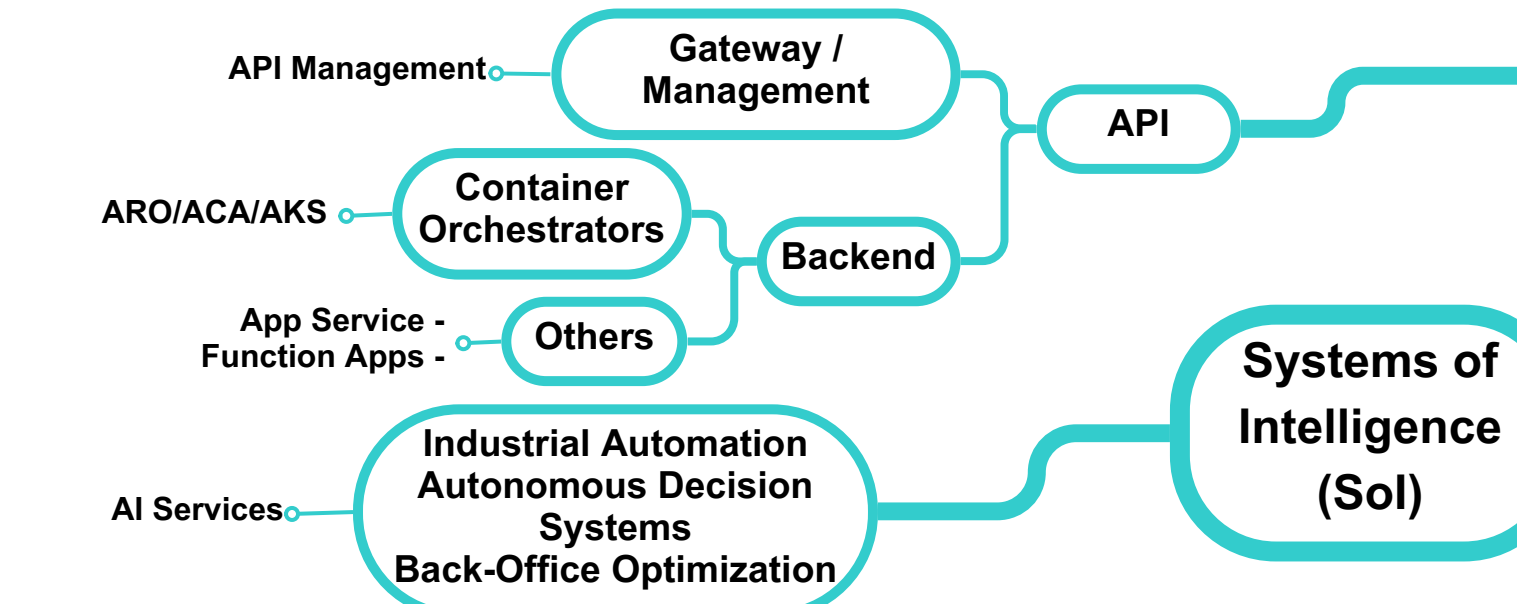 Gateway /
Management
API Management
API
Container
Orchestrators
ARO/ACA/AKS
Backend
App Service -
Function Apps -
Others
Systems of
Intelligence
(SoI)
Industrial Automation
Autonomous Decision
Systems
Back-Office Optimization
AI Services